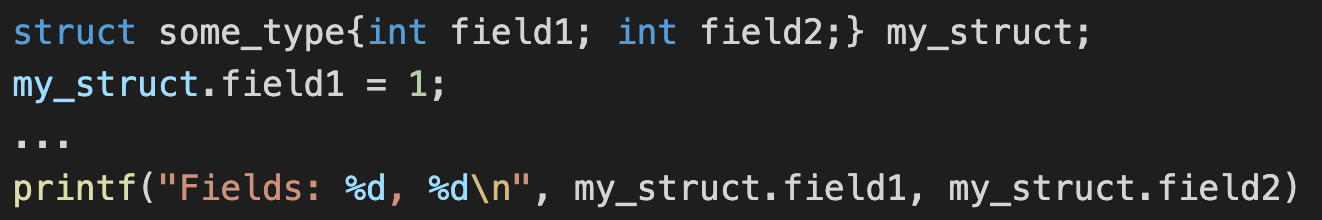 struct some_type{int field1; int field2;} my_struct;
my_struct.field1 = 1;
...
printf("Fields: %d, %d\n", my_struct.field1, my_struct.field2)